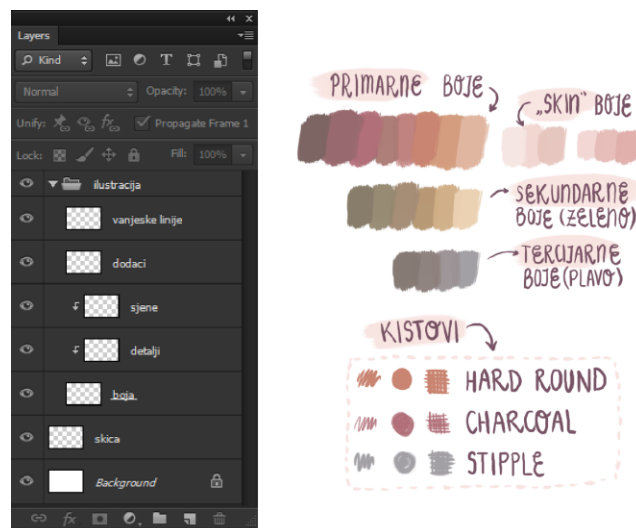 Layers
Kind
Normal
Opacity: 100%
Unify:
Propagate Frame 1
Lock:
Fill: 100%
ilustracija
vanjeske linije
dodaci
sjene
detalji
boja
skica
Background
fx
PRIMARNE BOJE
„SKIN" BOJE
SEKUNDARNE
BOJE (ZELENO)
TERCIJARNE
BOJE (PLAVO)
KISTOVI
HARD ROUND
CHARCOAL
STIPPLE